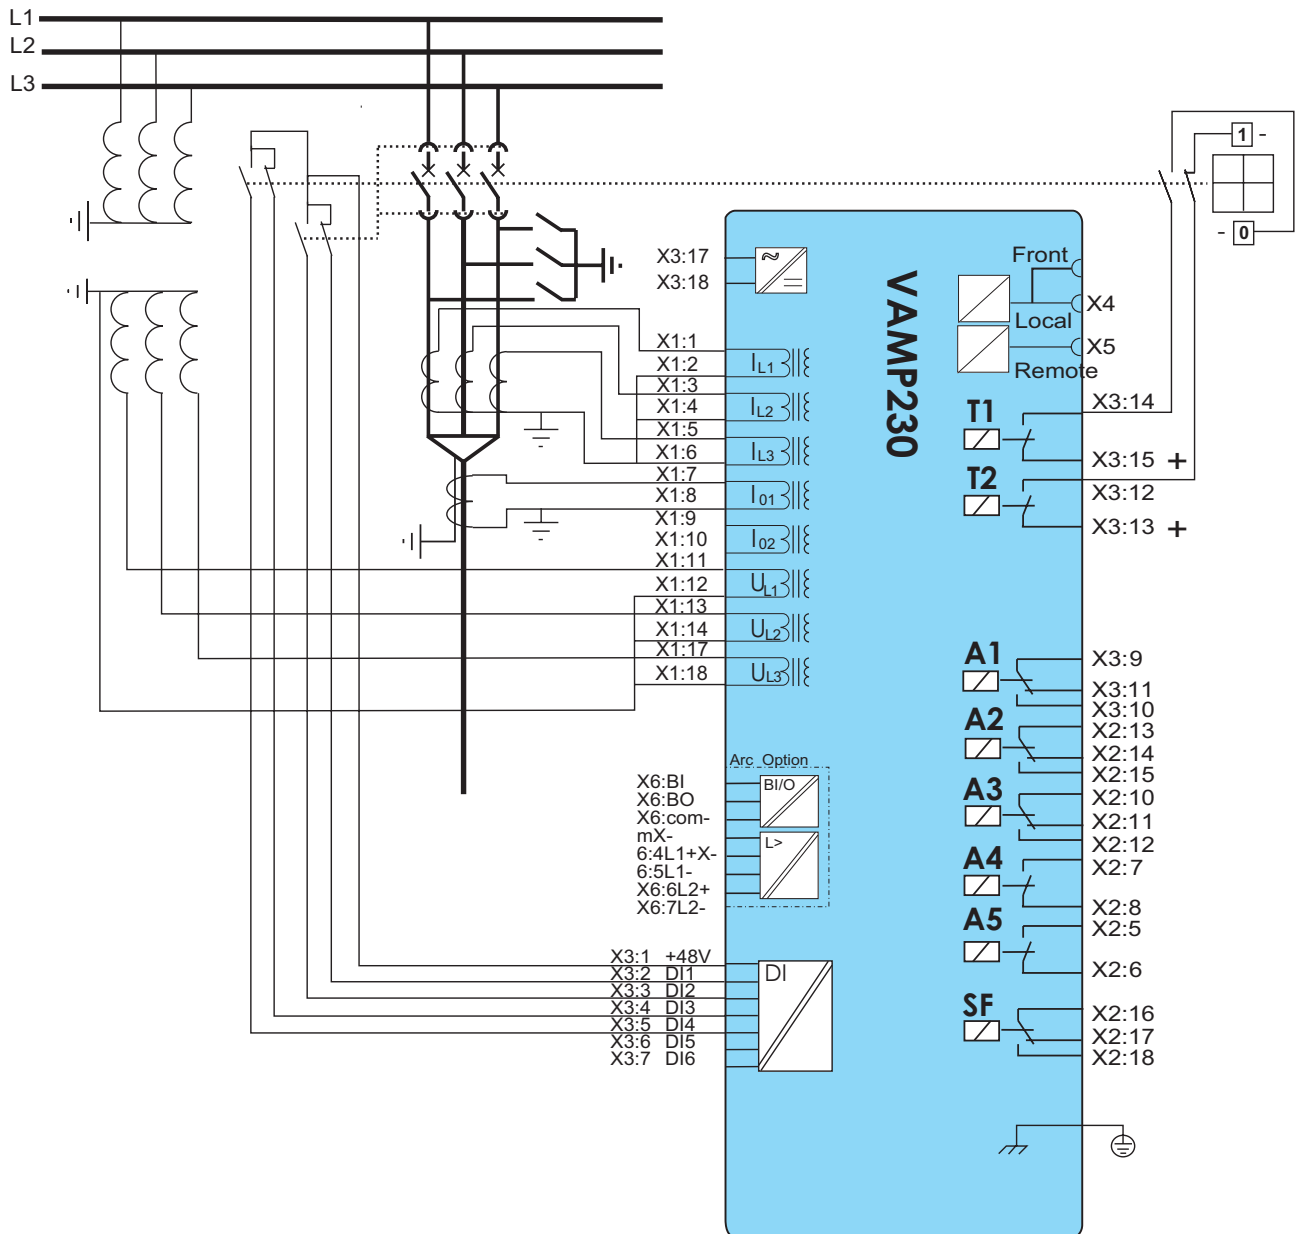 L1
L2
L3
1 -
- 0
X3:17
X3:18
~
VAMP230
Front
X4
Local
X5
Remote
X1:1
X1:2
X1:3
X1:4
X1:5
X1:6
X1:7
X1:8
X1:9
X1:10
X1:11
X1:12
X1:13
X1:14
X1:17
X1:18
IL1
IL2
IL3
I01
I02
UL1
UL2
UL3
T1
X3:14
X3:15 +
T2
X3:12
X3:13 +
A1
X3:9
X3:11
X3:10
A2
X2:13
X2:14
X2:15
A3
X2:10
X2:11
X2:12
A4
X2:7
X2:8
A5
X2:5
X2:6
SF
X2:16
X2:17
X2:18
Arc Option
X6:BI
X6:BO
X6:com-
mX-
6:4L1+X-
6:5L1-
X6:6L2+
X6:7L2-
BI/O
L>
X3:1 +48V
X3:2 DI1
X3:3 DI2
X3:4 DI3
X3:5 DI4
X3:6 DI5
X3:7 DI6
DI